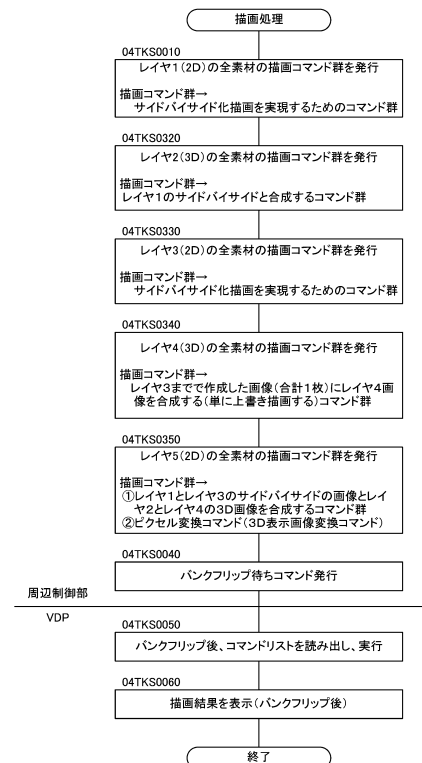 描画処理
04TKS0010
レイヤ1(2D)の全素材の描画コマンド群を発行
描画コマンド群→
サイドバイサイド化描画を実現するためのコマンド群
04TKS0320
レイヤ2(3D)の全素材の描画コマンド群を発行
描画コマンド群→
レイヤ1のサイドバイサイドと合成するコマンド群
04TKS0330
レイヤ3(2D)の全素材の描画コマンド群を発行
描画コマンド群→
サイドバイサイド化描画を実現するためのコマンド群
04TKS0340
レイヤ4(3D)の全素材の描画コマンド群を発行
描画コマンド群→
レイヤ3までで作成した画像(合計1枚)にレイヤ4画
像を合成する(単に上書き描画する)コマンド群
04TKS0350
レイヤ5(2D)の全素材の描画コマンド群を発行
描画コマンド群→
①レイヤ1とレイヤ3のサイドバイサイドの画像とレイ
ヤ2とレイヤ4の3D画像を合成するコマンド群
②ピクセル変換コマンド(3D表示画像変換コマンド)
04TKS0040
バンクフリップ待ちコマンド発行
周辺制御部
VDP
04TKS0050
バンクフリップ後、コマンドリストを読み出し、実行
04TKS0060
描画結果を表示(バンクフリップ後)
終了